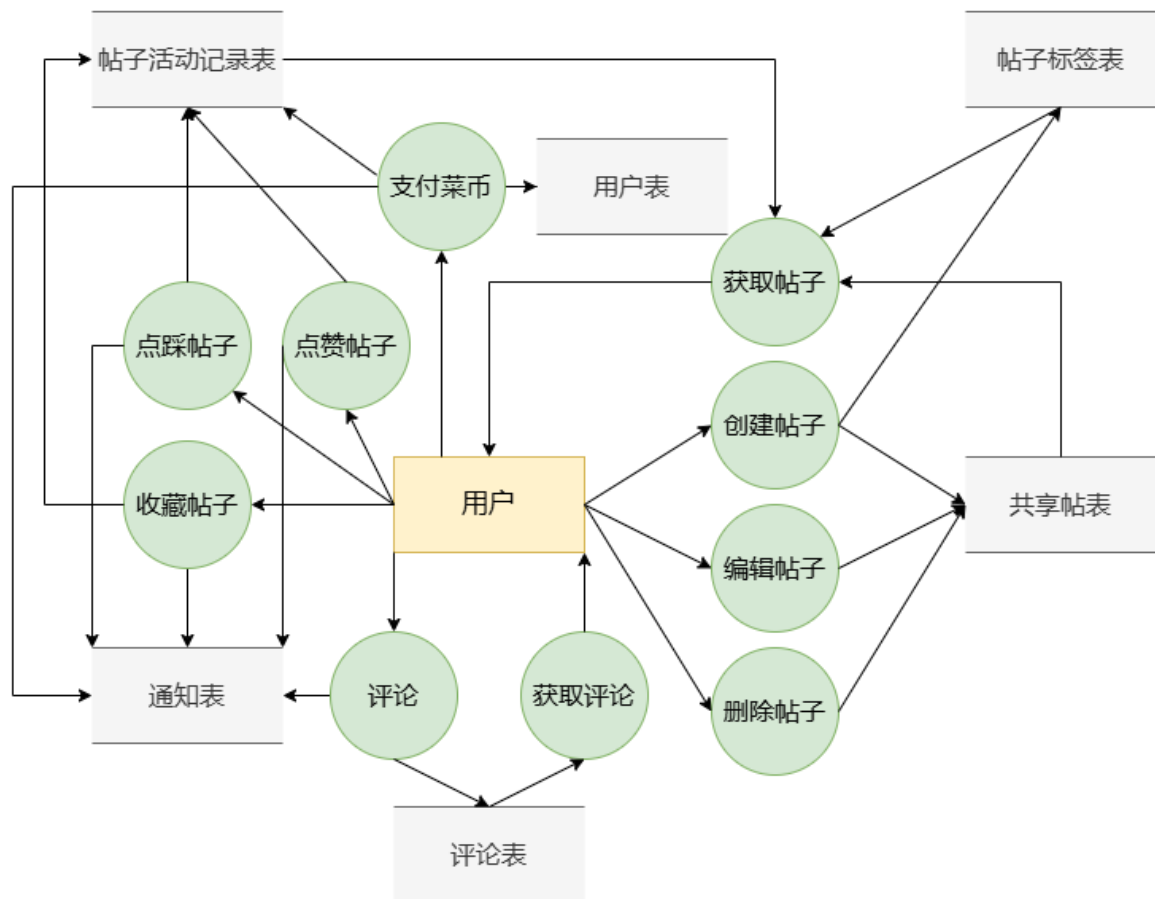 帖子活动记录表
帖子标签表
支付菜币
用户表
获取帖子
点踩帖子
点赞帖子
创建帖子
收藏帖子
用户
共享帖表
编辑帖子
通知表
评论
获取评论
删除帖子
评论表